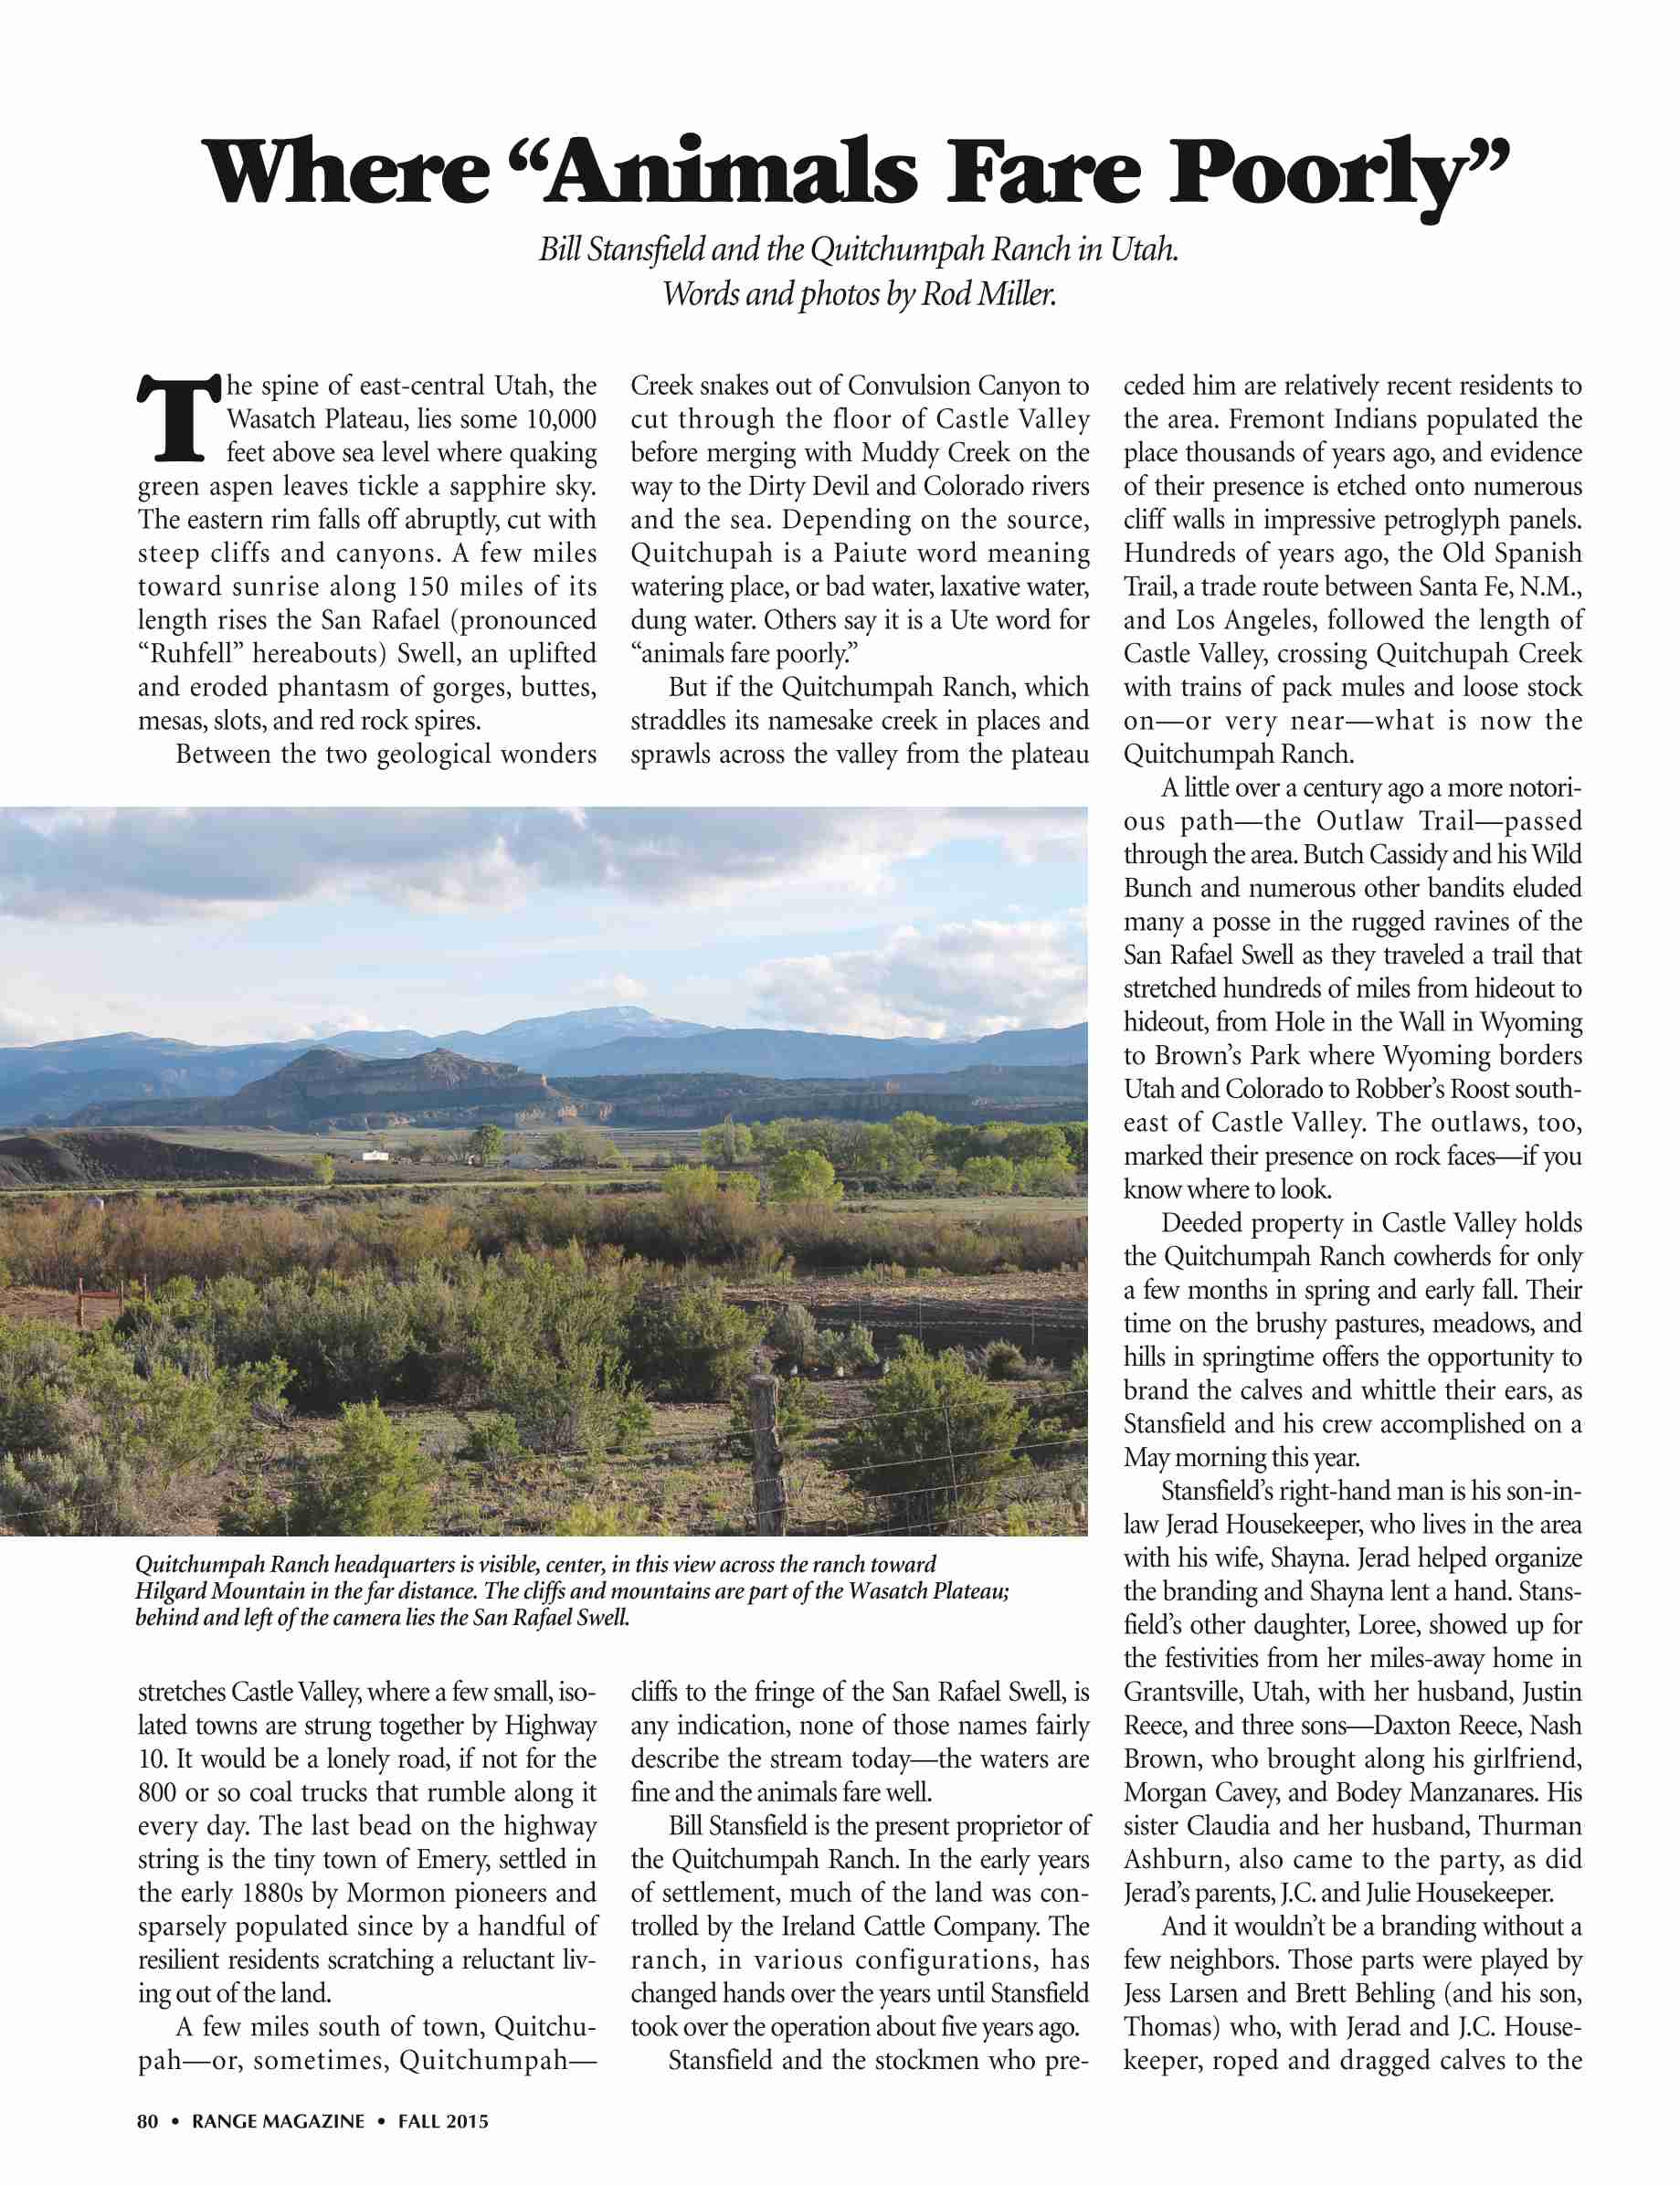 Where “Animals Fare Poorly”
Bill Stansfield and the Quitchumpah Ranch in Utah.
Words and photos by Rod Miller.
The spine of east-central Utah, the
Wasatch Plateau, lies some 10,000
feet above sea level where quaking
green aspen leaves tickle a sapphire sky.
The eastern rim falls off abruptly, cut with
steep cliffs and canyons. A few miles
toward sunrise along 150 miles of its
length rises the San Rafael (pronounced
“Ruhfell” hereabouts) Swell, an uplifted
and eroded phantasm of gorges, buttes,
mesas, slots, and red rock spires.
Between the two geological wonders
stretches Castle Valley, where a few small, iso-
lated towns are strung together by Highway
10. It would be a lonely road, if not for the
800 or so coal trucks that rumble along it
every day. The last bead on the highway
string is the tiny town of Emery, settled in
the early 1880s by Mormon pioneers and
sparsely populated since by a handful of
resilient residents scratching a reluctant liv-
ing out of the land.
A few miles south of town, Quitchu-
pah—or, sometimes, Quitchumpah—
Creek snakes out of Convulsion Canyon to
cut through the floor of Castle Valley
before merging with Muddy Creek on the
way to the Dirty Devil and Colorado rivers
and the sea. Depending on the source,
Quitchupah is a Paiute word meaning
watering place, or bad water, laxative water,
dung water. Others say it is a Ute word for
“animals fare poorly.”
But if the Quitchumpah Ranch, which
straddles its namesake creek in places and
sprawls across the valley from the plateau
cliffs to the fringe of the San Rafael Swell, is
any indication, none of those names fairly
describe the stream today—the waters are
fine and the animals fare well.
Bill Stansfield is the present proprietor of
the Quitchumpah Ranch. In the early years
of settlement, much of the land was con-
trolled by the Ireland Cattle Company. The
ranch, in various configurations, has
changed hands over the years until Stansfield
took over the operation about five years ago.
Stansfield and the stockmen who pre-
ceded him are relatively recent residents to
the area. Fremont Indians populated the
place thousands of years ago, and evidence
of their presence is etched onto numerous
cliff walls in impressive petroglyph panels.
Hundreds of years ago, the Old Spanish
Trail, a trade route between Santa Fe, N.M.,
and Los Angeles, followed the length of
Castle Valley, crossing Quitchupah Creek
with trains of pack mules and loose stock
on—or very near—what is now the
Quitchumpah Ranch.
A little over a century ago a more notori-
ous path—the Outlaw Trail—passed
through the area. Butch Cassidy and his Wild
Bunch and numerous other bandits eluded
many a posse in the rugged ravines of the
San Rafael Swell as they traveled a trail that
stretched hundreds of miles from hideout to
hideout, from Hole in the Wall in Wyoming
to Brown’s Park where Wyoming borders
Utah and Colorado to Robber’s Roost south-
east of Castle Valley. The outlaws, too,
marked their presence on rock faces—if you
know where to look.
Deeded property in Castle Valley holds
the Quitchumpah Ranch cowherds for only
a few months in spring and early fall. Their
time on the brushy pastures, meadows, and
hills in springtime offers the opportunity to
brand the calves and whittle their ears, as
Stansfield and his crew accomplished on a
May morning this year.
Stansfield’s right-hand man is his son-in-
law Jerad Housekeeper, who lives in the area
with his wife, Shayna. Jerad helped organize
the branding and Shayna lent a hand. Stans-
field’s other daughter, Loree, showed up for
the festivities from her miles-away home in
Grantsville, Utah, with her husband, Justin
Reece, and three sons—Daxton Reece, Nash
Brown, who brought along his girlfriend,
Morgan Cavey, and Bodey Manzanares. His
sister Claudia and her husband, Thurman
Ashburn, also came to the party, as did
Jerad’s parents, J.C. and Julie Housekeeper.
And it wouldn’t be a branding without a
few neighbors. Those parts were played by
Jess Larsen and Brett Behling (and his son,
Thomas) who, with Jerad and J.C. House-
keeper, roped and dragged calves to the
Quitchumpah Ranch headquarters is visible, center, in this view across the ranch toward
Hilgard Mountain in the far distance. The cliffs and mountains are part of the Wasatch Plateau;
behind and left of the camera lies the San Rafael Swell.
80 • RANGE MAGAZINE • FALL 2015